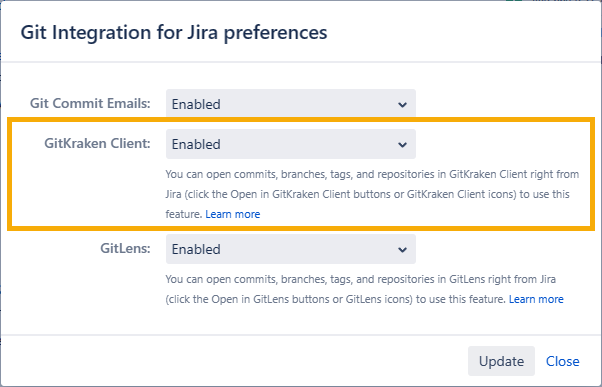 Git Integration for Jira preferences
Git Commit Emails: Enabled
GitKraken Client: Enabled
You can open commits, branches, tags, and repositories in GitKraken Client right from
Jira (click the Open in GitKraken Client buttons or GitKraken Client icons) to use this
feature. Learn more
GitLens: Enabled
You can open commits, branches, tags, and repositories in GitLens right from Jira
(click the Open in GitLens buttons or GitLens icons) to use this feature. Learn more
Update Close